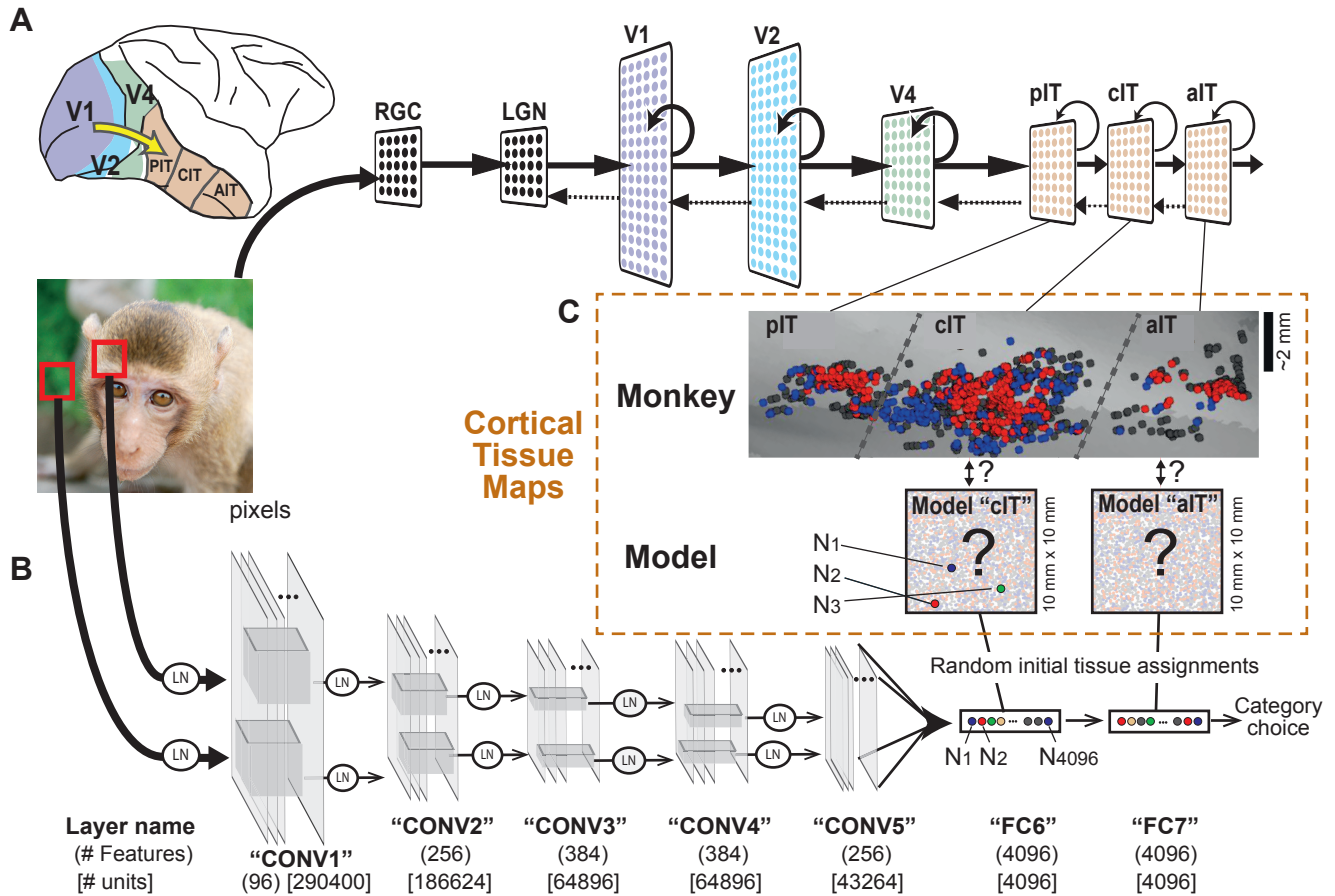 A
V1
V4
V2
PIT
CIT
AIT
RGC
LGN
V1
V2
V4
pIT
cIT
aIT
pixels
C
Cortical
Tissue
Maps
Monkey
pIT
cIT
aIT
~2 mm
?
?
Model
Model “cIT”
?
10 mm x 10 mm
Model “aIT”
?
10 mm x 10 mm
N1
N2
N3
B
...
LN
LN
LN
LN
...
LN
LN
...
LN
LN
...
LN
LN
...
Random initial tissue assignments
...
N1 N2 N4096
...
Category
choice
Layer name
(# Features)
[# units]
“CONV1”
(96) [290400]
“CONV2”
(256)
[186624]
“CONV3”
(384)
[64896]
“CONV4”
(384)
[64896]
“CONV5”
(256)
[43264]
“FC6”
(4096)
[4096]
“FC7”
(4096)
[4096]